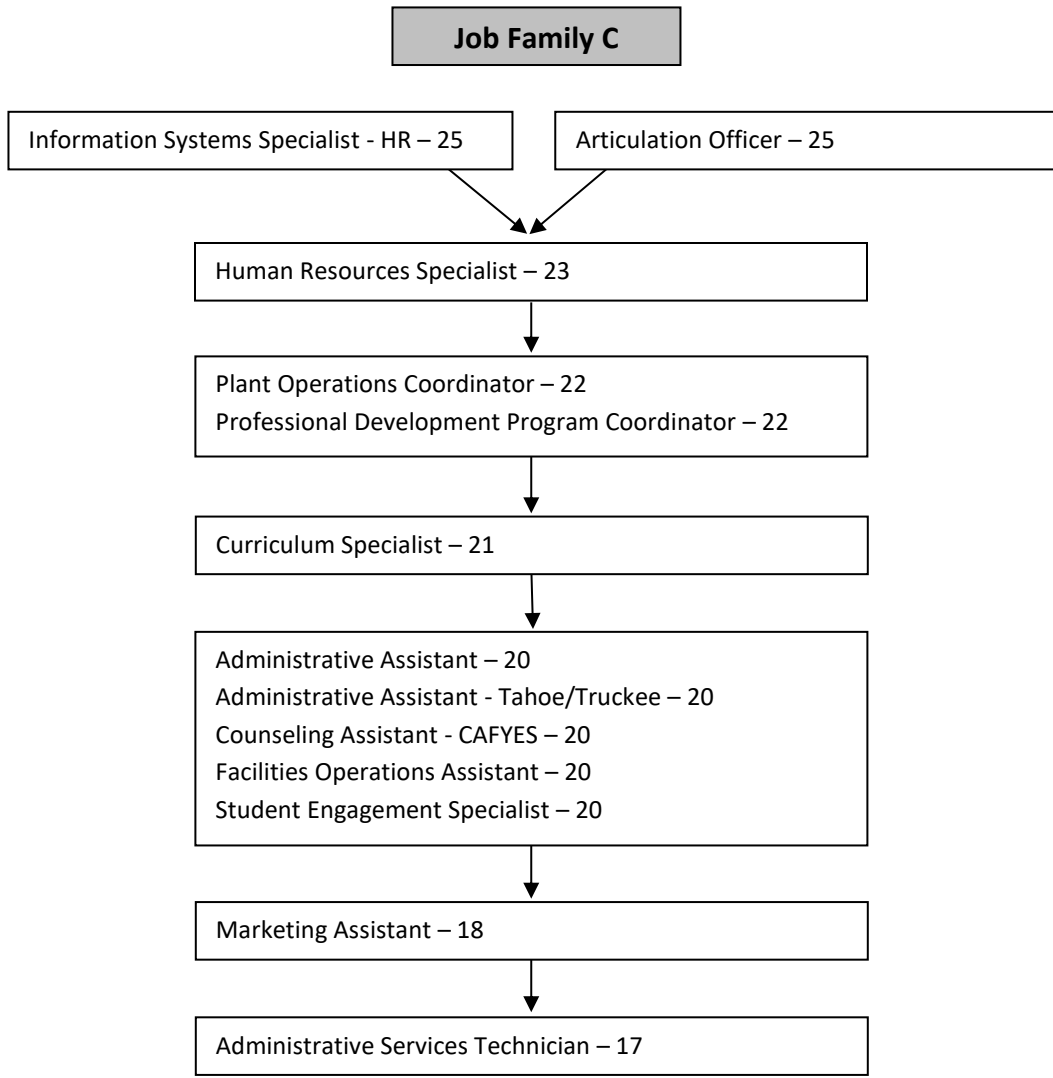 Job Family C
Information Systems Specialist - HR – 25
Articulation Officer – 25
Human Resources Specialist – 23
Plant Operations Coordinator – 22
Professional Development Program Coordinator – 22
Curriculum Specialist – 21
Administrative Assistant – 20
Administrative Assistant - Tahoe/Truckee – 20
Counseling Assistant - CAFYES – 20
Facilities Operations Assistant – 20
Student Engagement Specialist – 20
Marketing Assistant – 18
Administrative Services Technician – 17